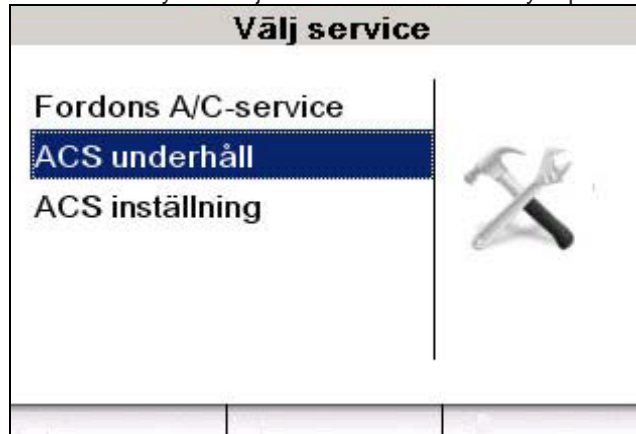 Välj service
Fordons A/C-service
ACS underhåll
ACS inställning